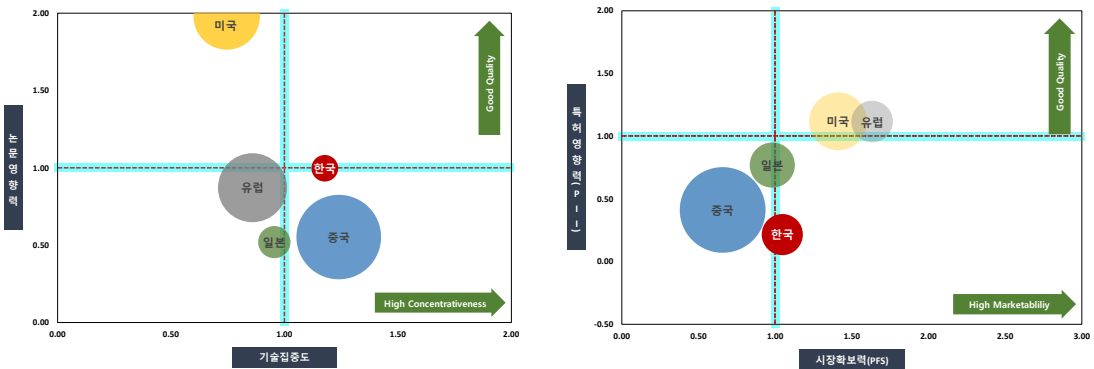 2.00
1.50
1.00
0.50
0.00
0.00
0.50
1.00
1.50
2.00
논문영향력
기술집중도
미국
한국
유럽
일본
중국
Good Quality
High Concentrativeness
2.00
1.50
1.00
0.50
0.00
-0.50
0.00
0.50
1.00
1.50
2.00
2.50
3.00
특허영향력(PII)
시장확보력(PFS)
미국
유럽
일본
중국
한국
Good Quality
High Marketabliliy